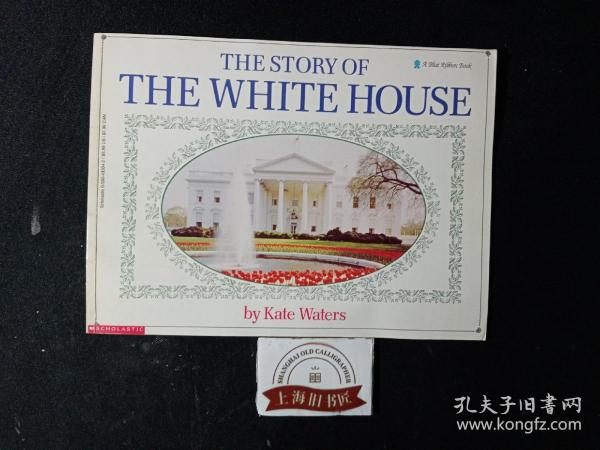 THE STORY OF
THE WHITE HOUSE
A Blue Ribbon Book
by Kate Waters
SCHOLASTIC
SHANGHAI OLD CALLIGRAPHER
上海旧书匠
孔夫子旧書网
www.kongfz.com